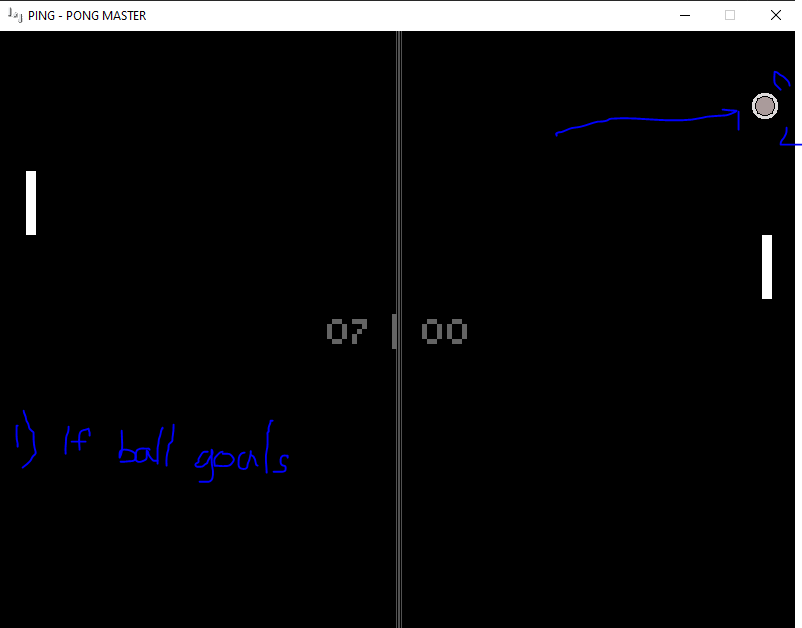 PING - PONG MASTER
07 | 00
1) If ball goals